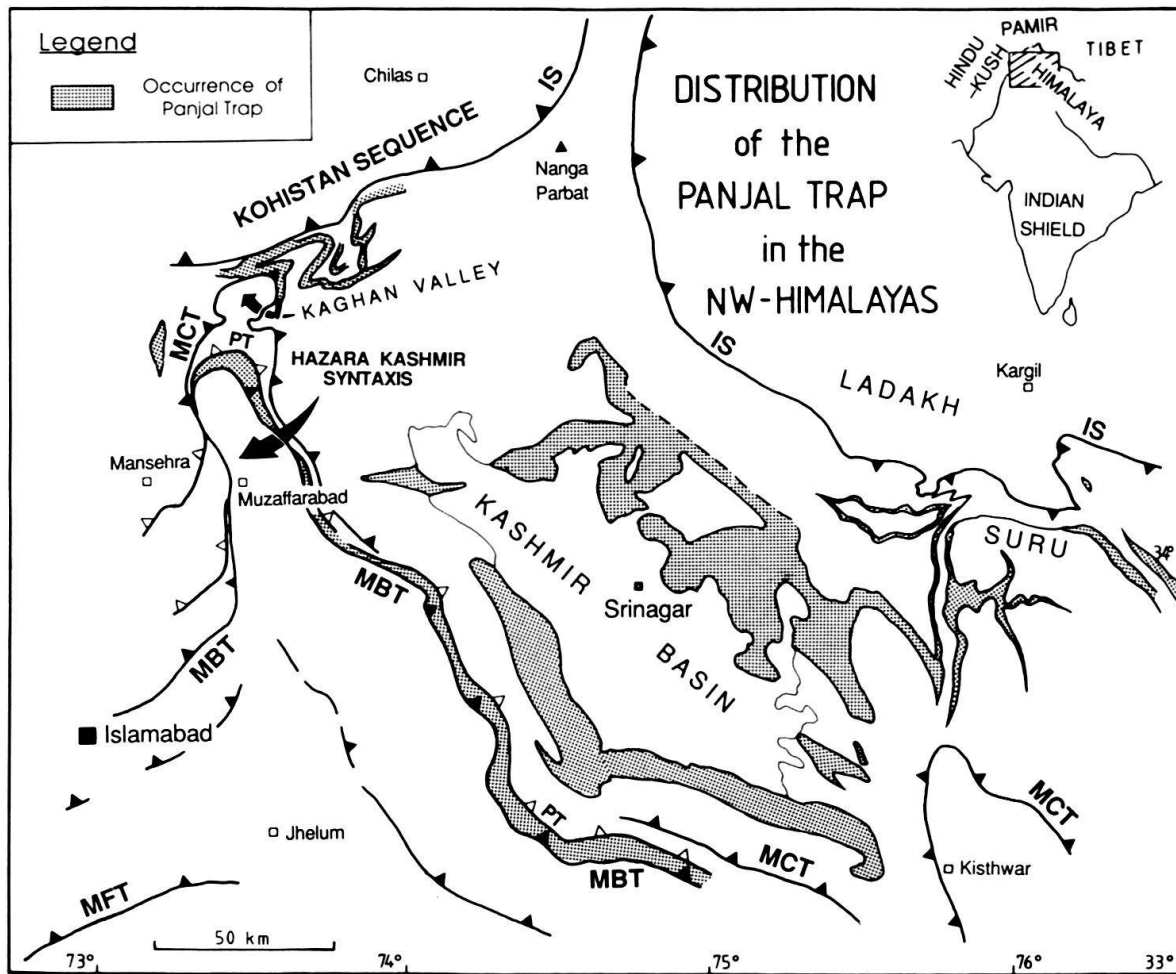 Legend
Occurrence of
Panjal Trap
Chilas
IS
KOHISTAN SEQUENCE
Nanga
Parbat
DISTRIBUTION
of the
PANJAL TRAP
in the
NW-HIMALAYAS
PAMIR
HINDU
-KUSH
TIBET
HIMALAYA
INDIAN
SHIELD
KAGHAN VALLEY
MCT
PT
HAZARA KASHMIR
SYNTAXIS
IS
LADAKH
Kargil
IS
Mansehra
Muzaffarabad
KASHMIR
BASIN
Srinagar
SURU
34°
MBT
MBT
Islamabad
Jhelum
PT
MBT
MCT
MCT
Kisthwar
MFT
50 km
73°
74°
75°
76°
33°